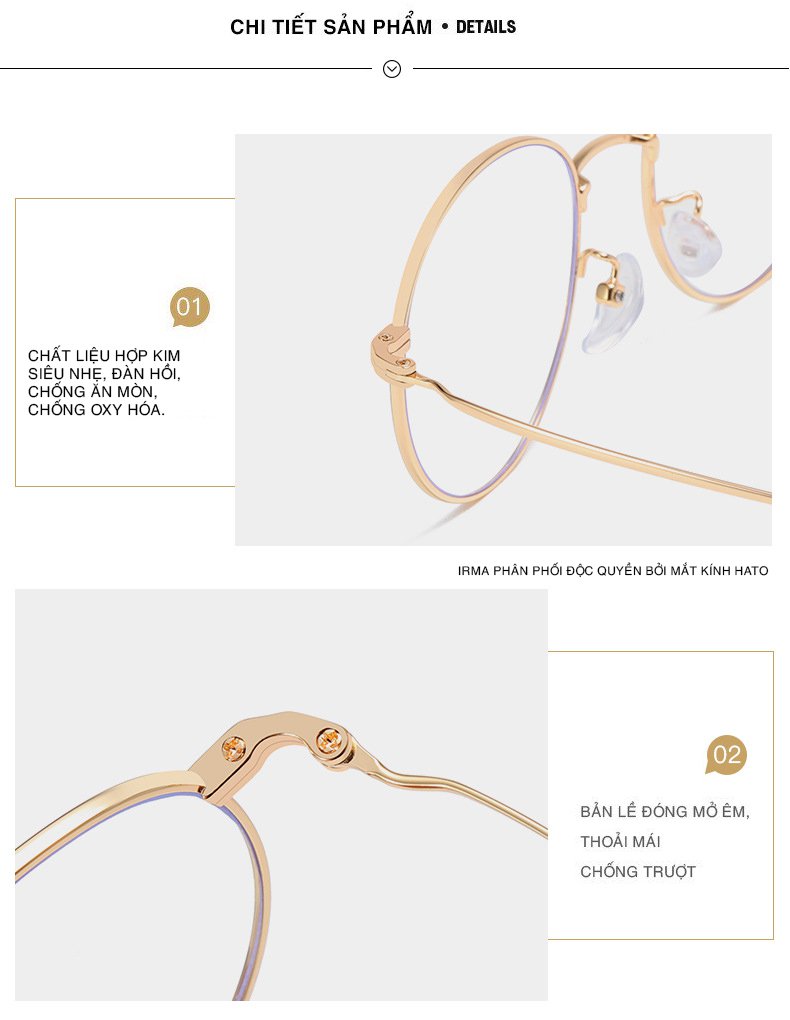 CHI TIẾT SẢN PHẨM • DETAILS
01
CHẤT LIỆU HỢP KIM
SIÊU NHẸ, ĐÀN HỒI,
CHỐNG ĂN MÒN,
CHỐNG OXY HÓA.
IRMA PHÂN PHỐI ĐỘC QUYỀN BỞI MẮT KÍNH HATO
02
BẢN LỀ ĐÓNG MỞ ÊM,
THOẢI MÁI
CHỐNG TRƯỢT